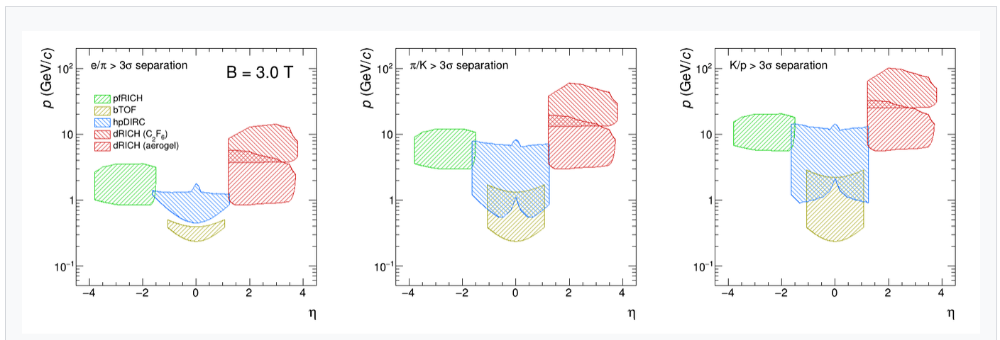 e/π > 3σ separation
B = 3.0 T
pfRICH
bTOF
hpDIRC
dRICH (C₂F₆)
dRICH (aerogel)
p (GeV/c)
10²
10
1
10⁻¹
−4 −2 0 2 4
η
π/K > 3σ separation
p (GeV/c)
10²
10
1
10⁻¹
−4 −2 0 2 4
η
K/p > 3σ separation
p (GeV/c)
10²
10
1
10⁻¹
−4 −2 0 2 4
η